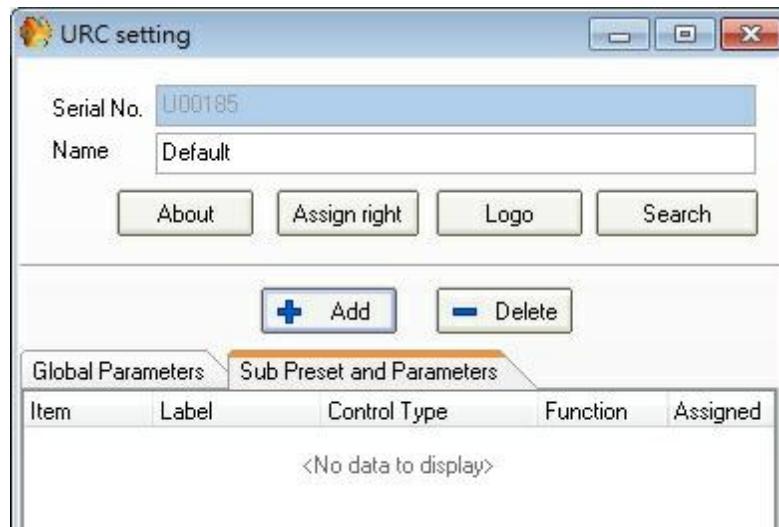 URC setting
Serial No. U00185
Name Default
About Assign right Logo Search
Add Delete
Global Parameters Sub Preset and Parameters
Item Label Control Type Function Assigned
<No data to display>